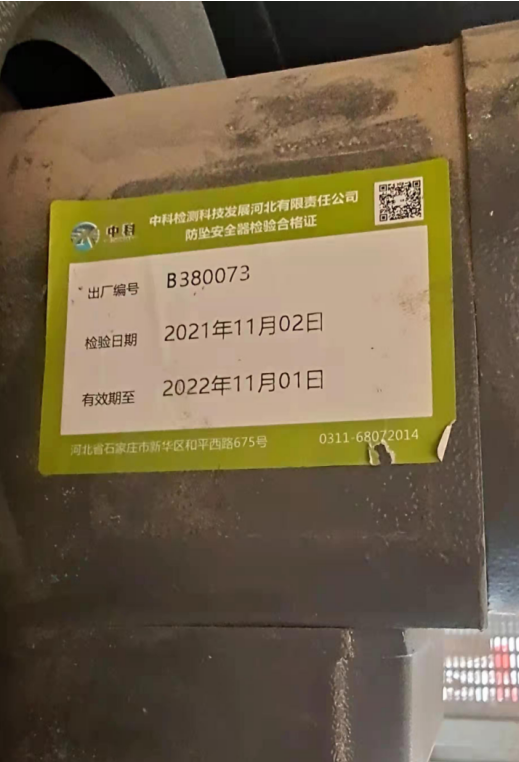 中科
中科检测科技发展河北有限责任公司
防坠安全器检验合格证
出厂编号 B380073
检验日期 2021年11月02日
有效期至 2022年11月01日
河北省石家庄市新华区和平西路675号 0311-68072014